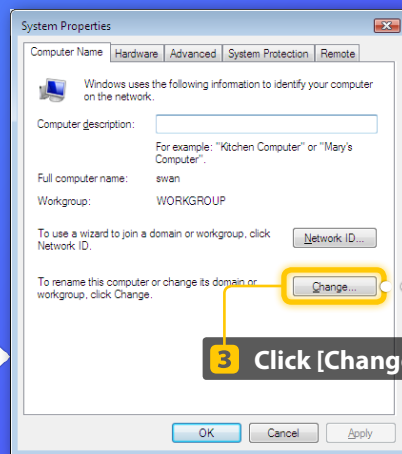 System Properties
Computer Name Hardware Advanced System Protection Remote
Windows uses the following information to identify your computer
on the network.
Computer description:
For example: "Kitchen Computer" or "Mary's
Computer".
Full computer name: swan
Workgroup: WORKGROUP
To use a wizard to join a domain or workgroup, click
Network ID.
Network ID...
To rename this computer or change its domain or
workgroup, click Change.
Change...
3 Click [Chang
OK Cancel Apply